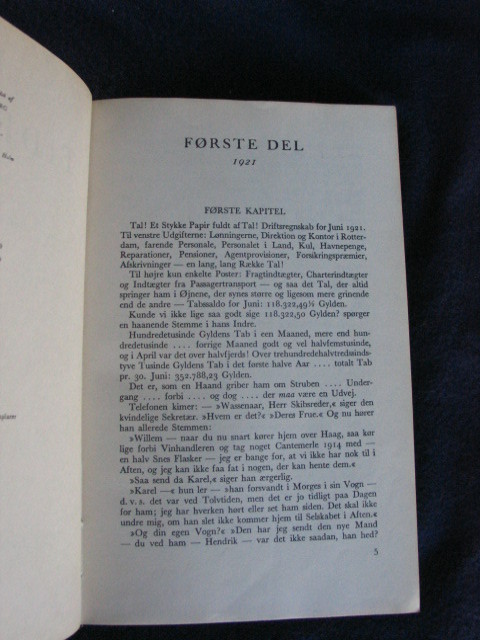 FØRSTE DEL
1921
FØRSTE KAPITEL
Tal! Et Stykke Papir fuldt af Tal! Driftsregnskab for Juni 1921.
Til venstre Udgifterne: Lønningerne, Direktion og Kontor i Rotter-
dam, farende Personale, Personalet i Land, Kul, Havnepenge,
Reparationer, Pensioner, Agentprovisioner, Forsikringspræmier,
Afskrivninger — en lang, lang Række Tal!
Til højre kun enkelte Poster: Fragtindtægter, Charterindtægter
og Indtægter fra Passagertransport — og saa det Tal, der altid
springer ham i Øjnene, der synes større og ligesom mere grinende
end de andre — Tabssaldo for Juni: 118.322,49½ Gylden.
Kunde vi ikke lige saa godt sige 118.322,50 Gylden? spørger
en haanende Stemme i hans Indre.
Hundredetusinde Gyldens Tab i een Maaned, mere end hun-
dredetusinde .... forrige Maaned godt og vel halvfemstusinde,
og i April var det over halvfjerds! Over trehundredehalvtredsinds-
tyve Tusinde Gyldens Tab i det første halve Aar .... totalt Tab
pr. 30. Juni: 352.788,23 Gylden.
Det er, som en Haand griber ham om Struben .... Under-
gang .... forbi .... og dog .... der maa være en Udvej.
Telefonen kimer: — »Wassenaar, Herr Skibsreder,« siger den
kvindelige Sekretær. »Hvem er det?« »Deres Frue.« Og nu hører
han allerede Stemmen:
»Willem — naar du nu snart kører hjem over Haag, saa kør
lige forbi Vinhandleren og tag noget Cantemerle 1914 med —
en halv Snes Flasker — jeg er bange for, at vi ikke har nok til i
Aften, og jeg kan ikke faa fat i nogen, der kan hente dem.«
»Saa send da Karel,« siger han ærgerlig.
»Karel —« hun ler — »han forsvandt i Morges i sin Vogn —
d. v. s. det var ved Tolvtiden, men det er jo tidligt paa Dagen
for ham; jeg har hverken hørt eller set ham siden. Det skal ikke
undre mig, om han slet ikke kommer hjem til Selskabet i Aften.«
»Og din egen Vogn?« »Den har jeg sendt den nye Mand
— du ved ham — Hendrik — var det ikke saadan, han hed?
5